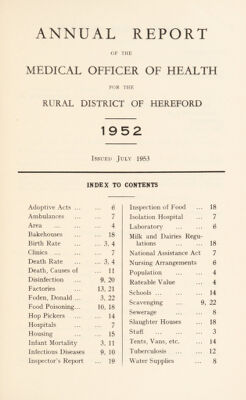 ANNUAL REPORT
OF THE
MEDICAL OFFICER OF HEALTH
FOR THE
RURAL DISTRICT OF HEREFORD
1952
ISSUED JULY 1953
INDEX TO CONTENTS
Adoptive Acts ... ... 6
Ambulances ... ... 7
Area ... ... ... 4
Bakehouses ... ... 18
Birth Rate ... ... 3, 4
Clinics ... ... ... 7
Death Rate ... ... 3, 4
Death, Causes of ... 11
Disinfection ... 9, 20
Factories ... ... 13, 21
Foden, Donald ... 3, 22
Food Poisoning... 10, 18
Hop Pickers ... ... 14
Hospitals ... ... 7
Housing ... ... 15
Infant Mortality 3, 11
Infectious Diseases 9, 10
Inspector's Report ... 19
Inspection of Food ... 18
Isolation Hospital ... 7
Laboratory ... ... 6
Milk and Dairies Regu-
lations ... ... 18
National Assistance Act 7
Nursing Arrangements 6
Population ... ... 4
Rateable Value ... 4
Schools ... ... ... 14
Scavenging ... 9, 22
Sewerage ... ... 8
Slaughter Houses ... 18
Staff ... ... ... 3
Tents, Vans, etc. ... 14
Tuberculosis ... ... 12
Water Supplies ... 8